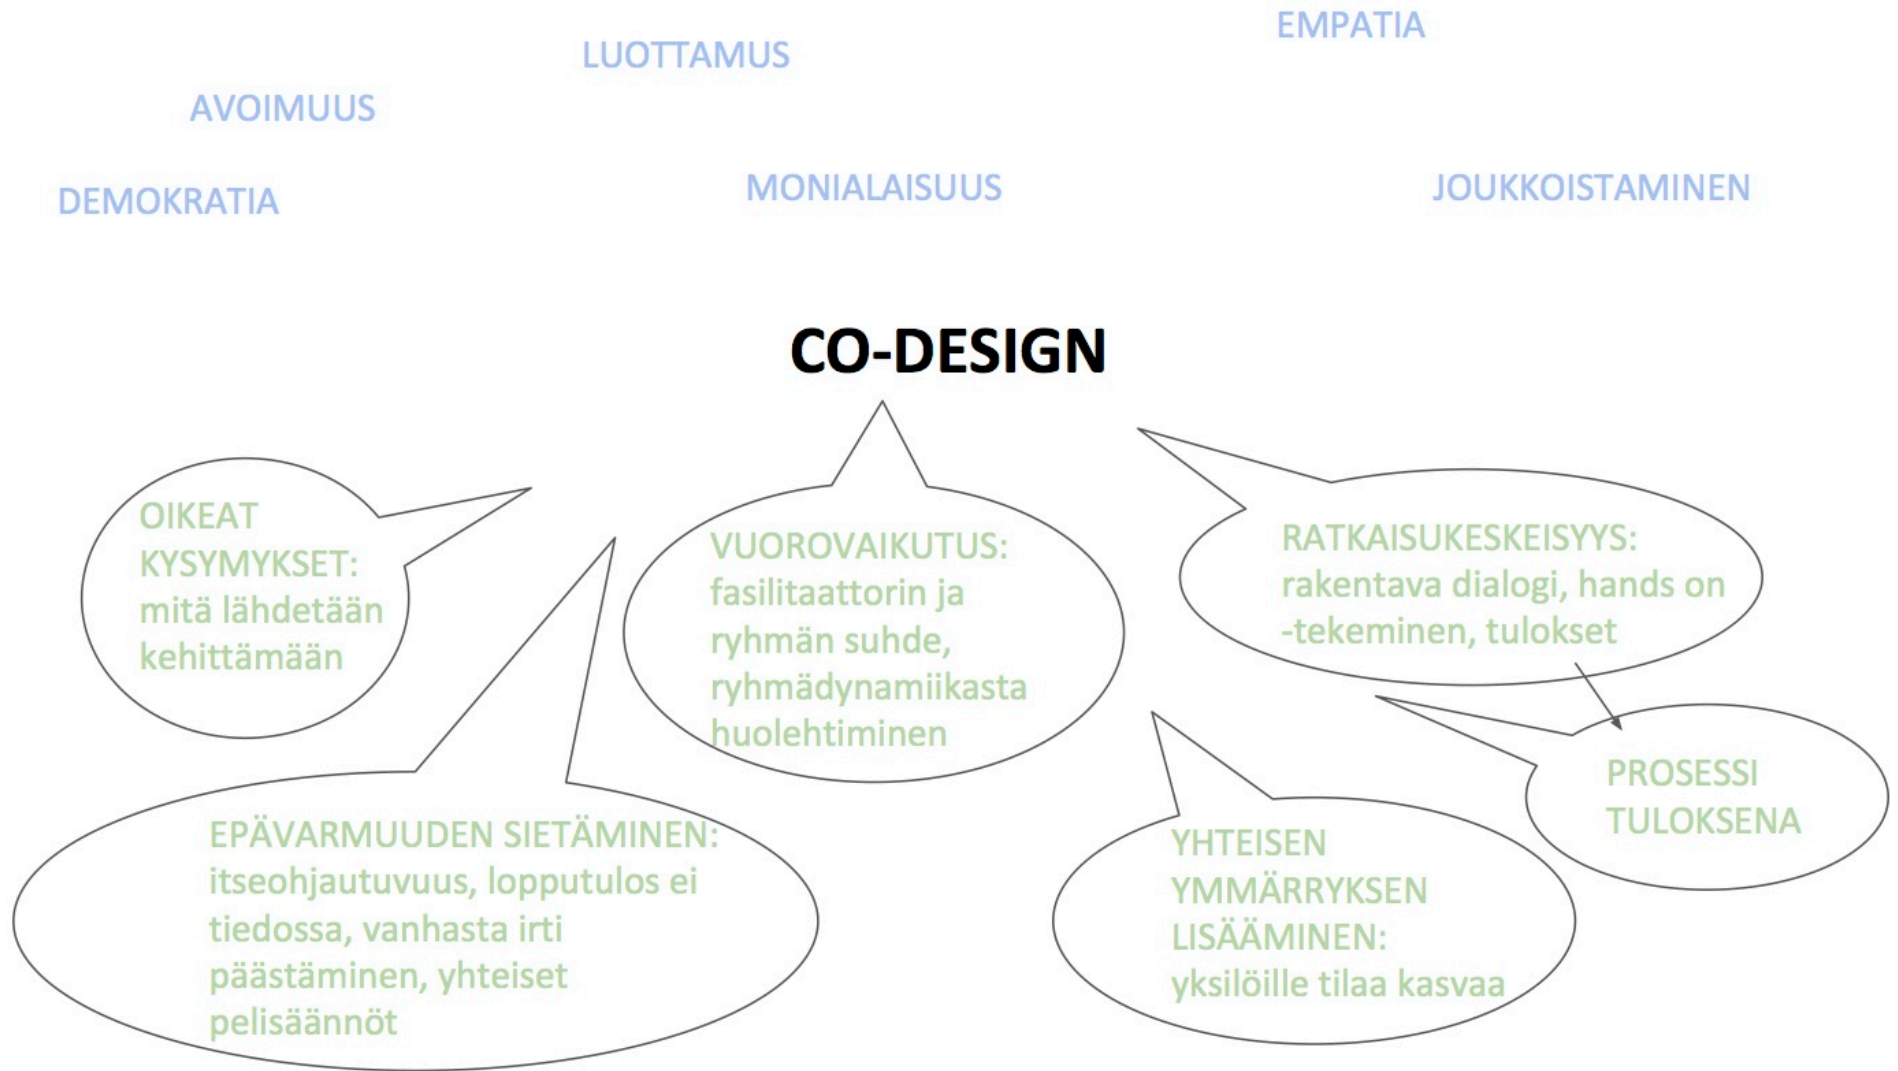 EMPATIA
LUOTTAMUS
AVOIMUUS
DEMOKRATIA
MONIALAISUUS
JOUKKOISTAMINEN
CO-DESIGN
OIKEAT
KYSYMYKSET:
mitä lähdetään
kehittämään
VUOROVAIKUTUS:
fasilitaattorin ja
ryhmän suhde,
ryhmädynamiikasta
huolehtiminen
RATKAISUKESKEISYYS:
rakentava dialogi, hands on
-tekeminen, tulokset
PROSESSI
TULOKSENA
EPÄVARMUUDEN SIETÄMINEN:
itseohjautuvuus, lopputulos ei
tiedossa, vanhasta irti
päästäminen, yhteiset
pelisäännöt
YHTEISEN
YMMÄRRYKSEN
LISÄÄMINEN:
yksilöille tilaa kasvaa